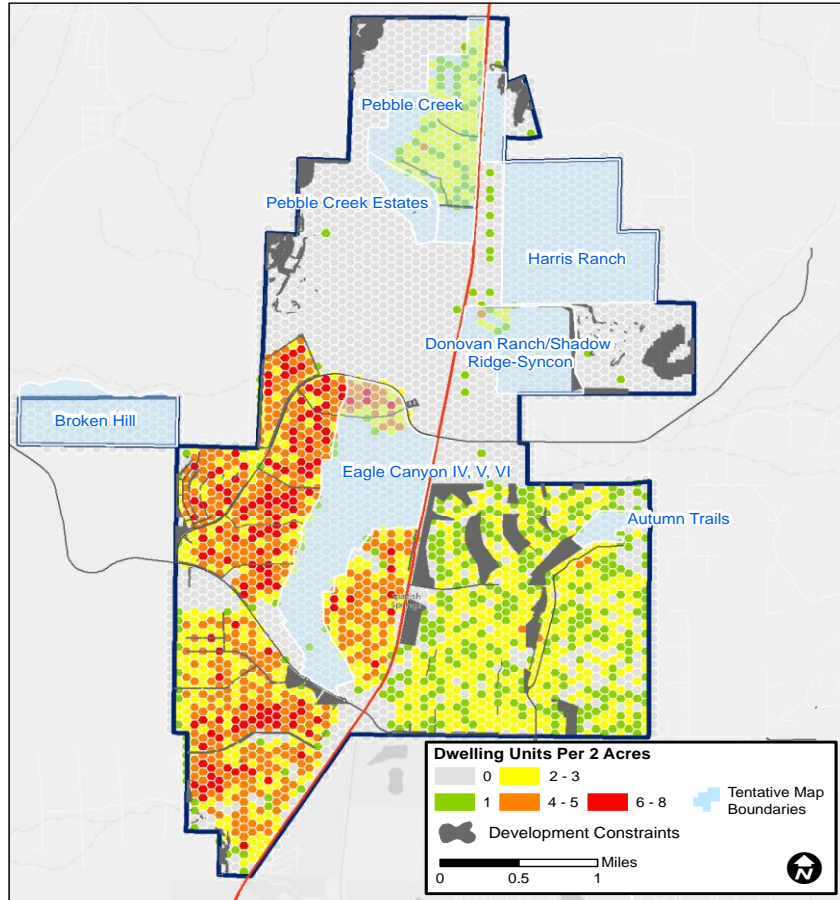 Pebble Creek
Pebble Creek Estates
Harris Ranch
Donovan Ranch/Shadow
Ridge-Syncon
Broken Hill
Eagle Canyon IV, V, VI
Autumn Trails
Springs
Dwelling Units Per 2 Acres
0
2 - 3
1
4 - 5
6 - 8
Tentative Map
Boundaries
Development Constraints
Miles
0
0.5
1
N